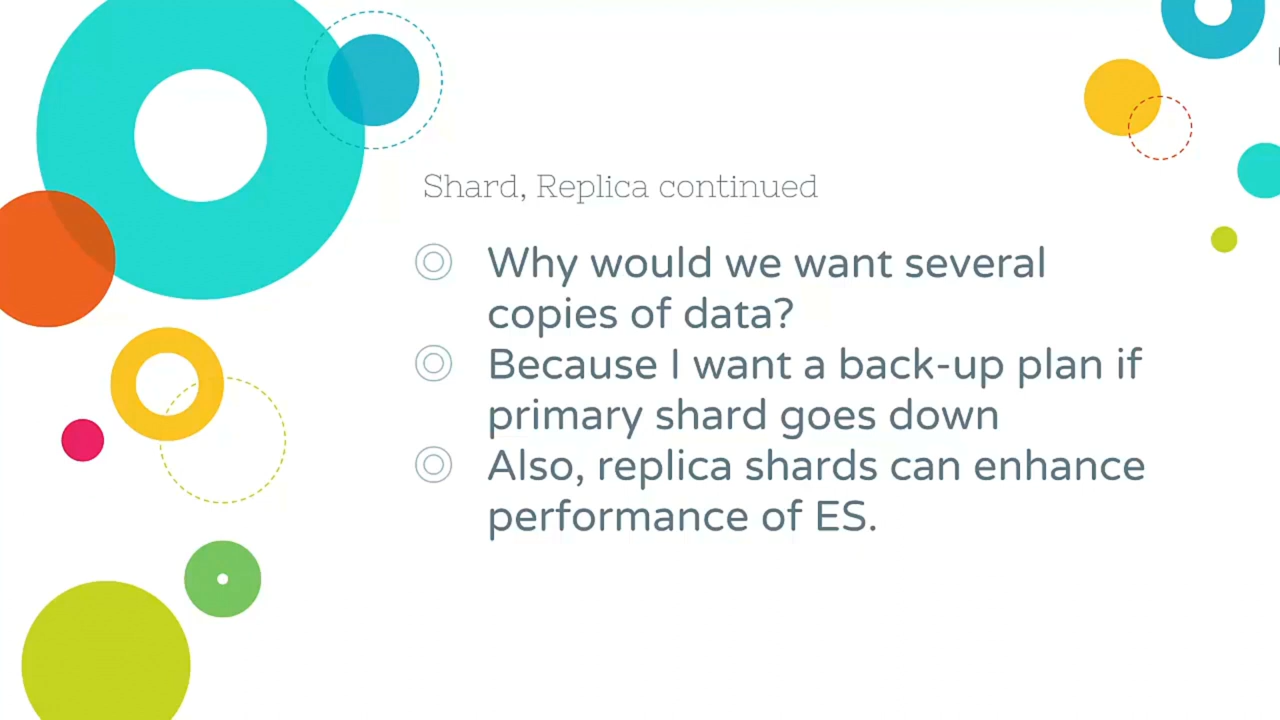 Shard, Replica continued
Why would we want several
copies of data?
Because I want a back-up plan if
primary shard goes down
Also, replica shards can enhance
performance of ES.